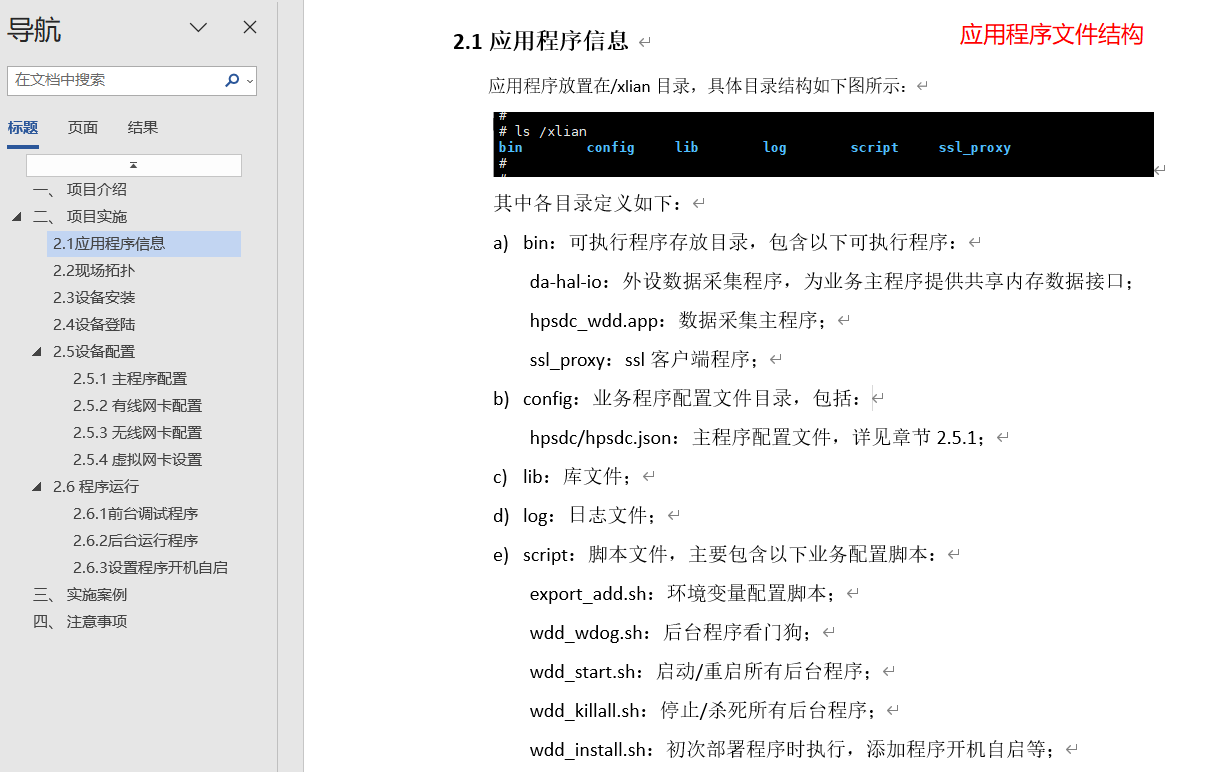 导航
在文档中搜索
标题 页面 结果
一、 项目介绍
二、 项目实施
2.1应用程序信息
2.2现场拓扑
2.3设备安装
2.4设备登陆
2.5设备配置
2.5.1 主程序配置
2.5.2 有线网卡配置
2.5.3 无线网卡配置
2.5.4 虚拟网卡设置
2.6 程序运行
2.6.1前台调试程序
2.6.2后台运行程序
2.6.3设置程序开机自启
三、 实施案例
四、 注意事项
应用程序文件结构
2.1 应用程序信息
应用程序放置在/xlian 目录，具体目录结构如下图所示：
#
# ls /xlian
bin config lib log script ssl_proxy
#
其中各目录定义如下：
a) bin：可执行程序存放目录，包含以下可执行程序：
da-hal-io：外设数据采集程序，为业务主程序提供共享内存数据接口；
hpsdc_wdd.app：数据采集主程序；
ssl_proxy：ssl 客户端程序；
b) config：业务程序配置文件目录，包括：
hpsdc/hpsdc.json：主程序配置文件，详见章节 2.5.1；
c) lib：库文件；
d) log：日志文件；
e) script：脚本文件，主要包含以下业务配置脚本：
export_add.sh：环境变量配置脚本；
wdd_wdog.sh：后台程序看门狗；
wdd_start.sh：启动/重启所有后台程序；
wdd_killall.sh：停止/杀死所有后台程序；
wdd_install.sh：初次部署程序时执行，添加程序开机自启等；